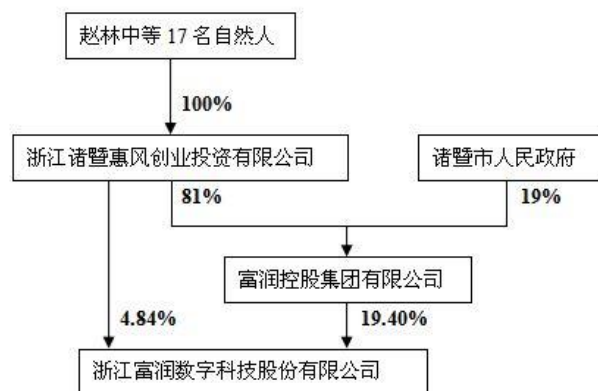 赵林中等 17 名自然人
100%
浙江诸暨惠风创业投资有限公司
诸暨市人民政府
81%
19%
富润控股集团有限公司
4.84%
19.40%
浙江富润数字科技股份有限公司